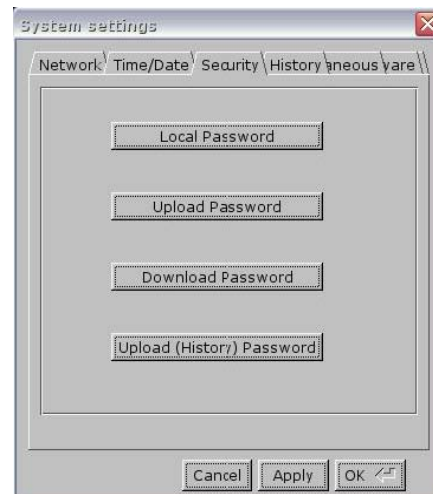 System settings
Network Time/Date Security History aneous ware
Local Password
Upload Password
Download Password
Upload (History) Password
Cancel Apply OK